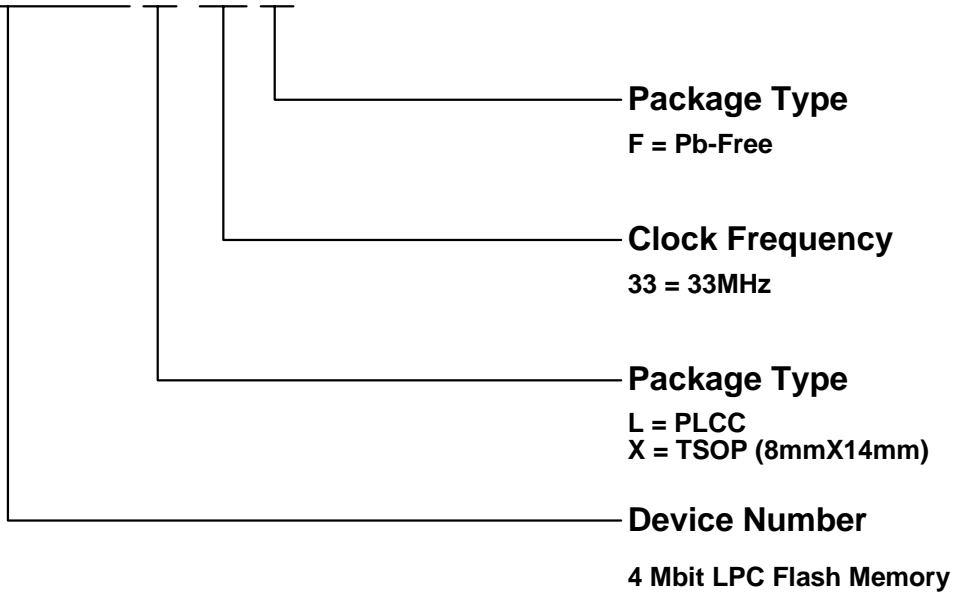 Package Type
F = Pb-Free
Clock Frequency
33 = 33MHz
Package Type
L = PLCC
X = TSOP (8mmX14mm)
Device Number
4 Mbit LPC Flash Memory